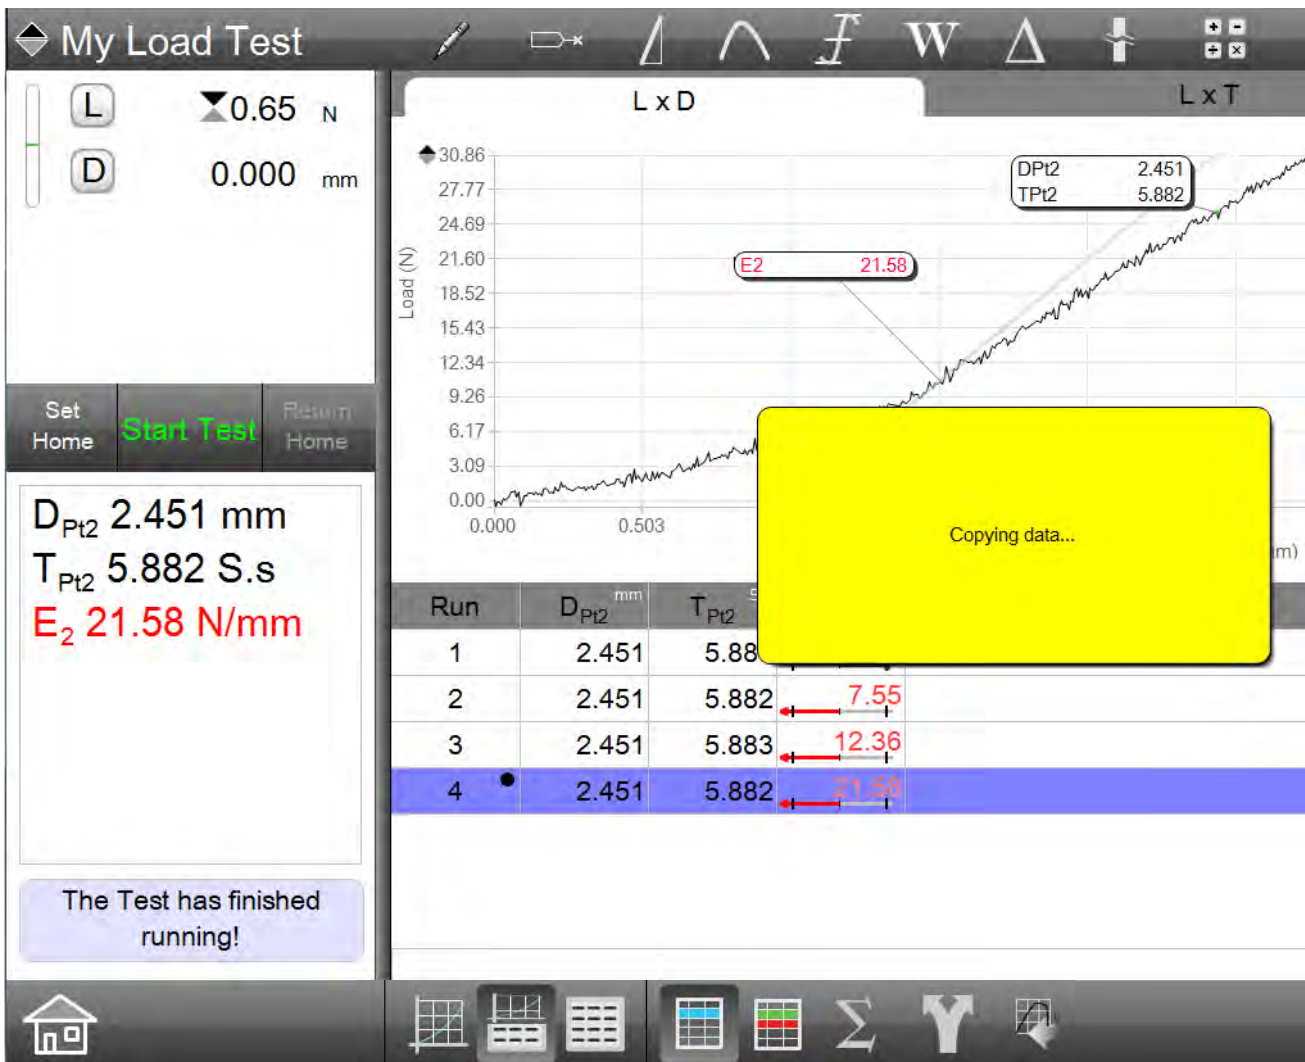 My Load Test
W
L 0.65 N
D 0.000 mm
Set
Home
Start Test
Return
Home
DPt2 2.451 mm
TPt2 5.882 S.s
E2 21.58 N/mm
The Test has finished
running!
L x D
L x T
30.86
27.77
24.69
21.60
18.52
15.43
12.34
9.26
6.17
3.09
0.00
Load (N)
0.000 0.503
DPt2 2.451
TPt2 5.882
E2 21.58
Copying data...
m)
Run DPt2 mm TPt2
1 2.451 5.88
2 2.451 5.882 7.55
3 2.451 5.883 12.36
4 2.451 5.882 21.58